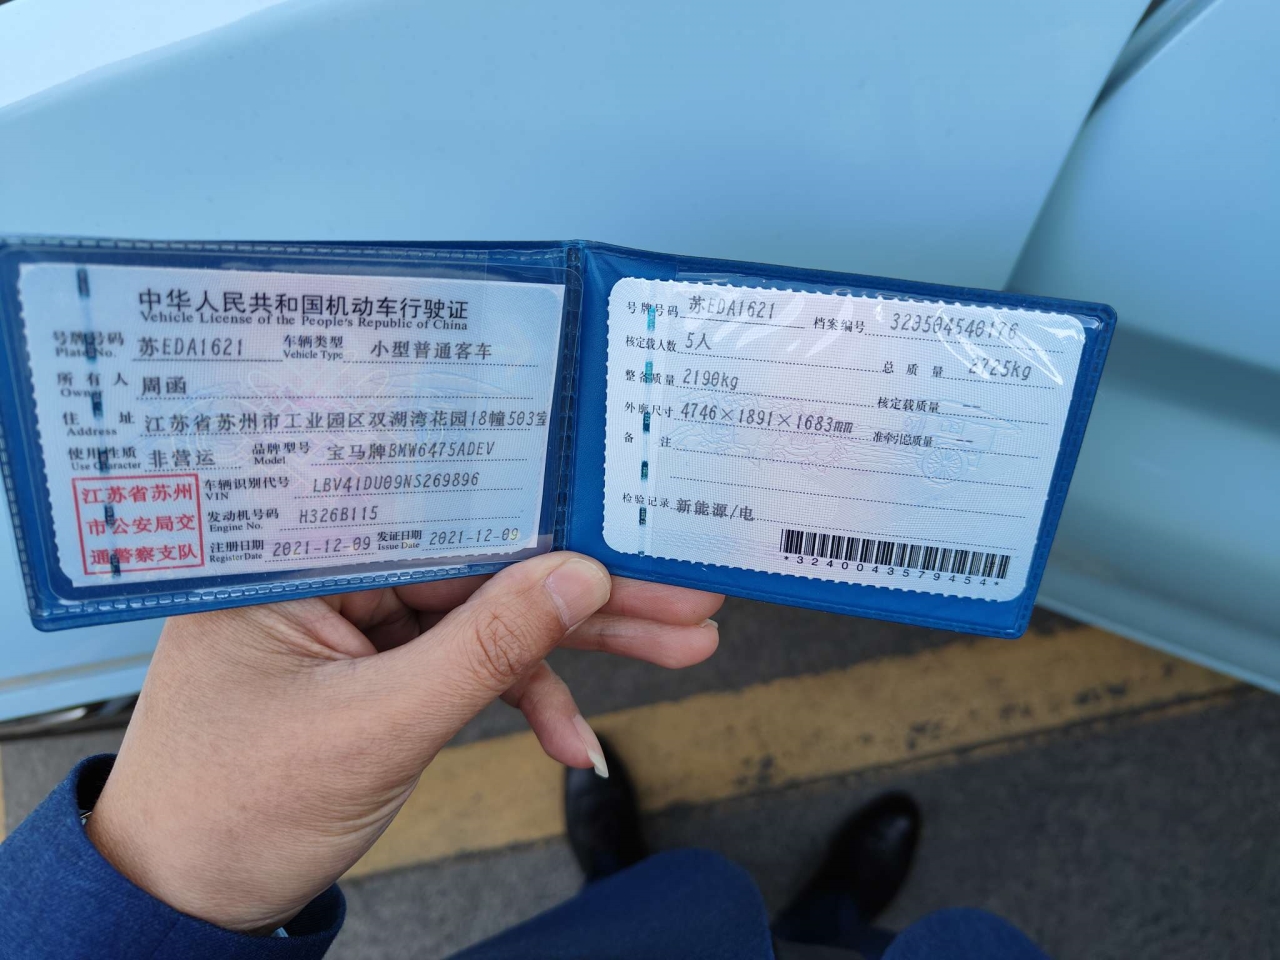 中华人民共和国机动车行驶证
Vehicle License of the People's Republic of China
号牌号码 苏EDA1621 车辆类型 小型普通客车
Plate No. Vehicle Type
所有人 周函
Owner
住址 江苏省苏州市工业园区双湖湾花园18幢503室
Address
使用性质 非营运 品牌型号 宝马牌BMW6475ADEV
Use Character Model
车辆识别代号 LBV41DU09NS269896
VIN
发动机号码 H326B115
Engine No.
注册日期 2021-12-09 发证日期 2021-12-09
Register Date Issue Date
江苏省苏州
市公安局交
通警察支队
号牌号码 苏EDA1621 档案编号 329504540176
核定载人数 5人 总质量 2725kg
整备质量 2190kg 核定载质量 --
外廓尺寸 4746×1891×1683mm 准牵引总质量 --
备注
检验记录 新能源/电
*3240043579454*